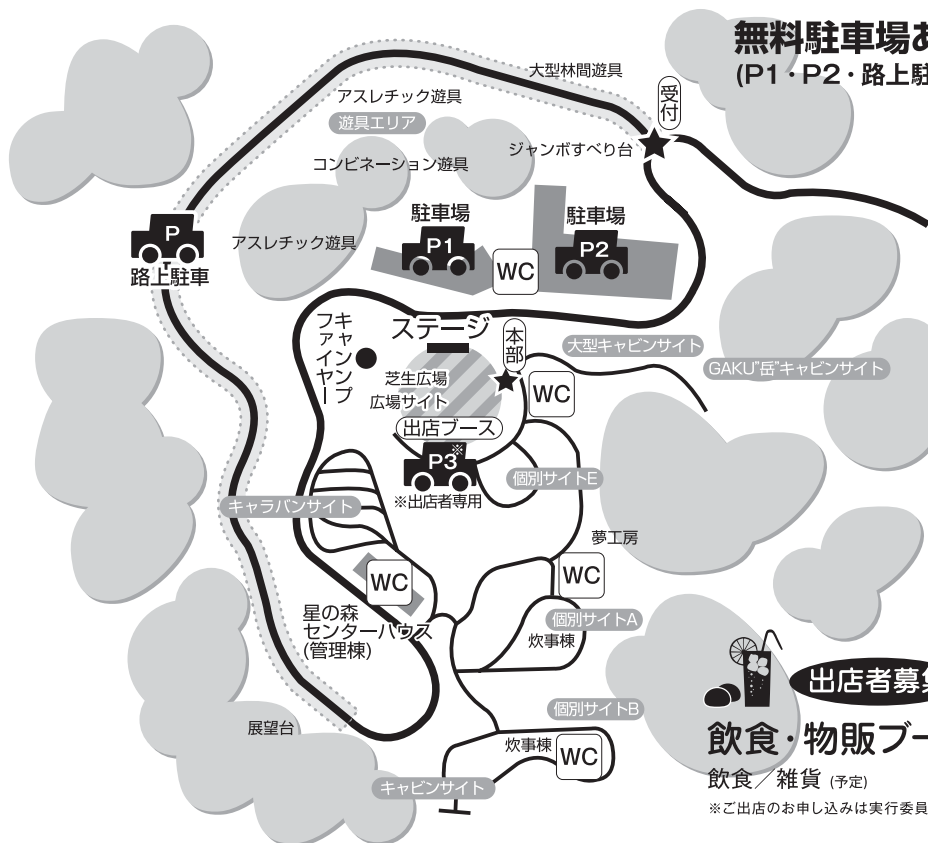 無料駐車場あ
(P1・P2・路上駐
大型林間遊具
受付
アスレチック遊具
遊具エリア
ジャンボすべり台
コンビネーション遊具
駐車場
駐車場
P
P1
P2
アスレチック遊具
WC
路上駐車
キャンプ
ファイヤー
ステージ
本部
大型キャビンサイト
GAKU"岳"キャビンサイト
芝生広場
広場サイト
WC
出店ブース
P3※
※出店者専用
個別サイトE
キャラバンサイト
夢工房
WC
WC
星の森
センターハウス
(管理棟)
個別サイトA
炊事棟
個別サイトB
出店者募集
展望台
炊事棟
WC
飲食・物販ブー
キャビンサイト
飲食／雑貨 (予定)
※ご出店のお申し込みは実行委員